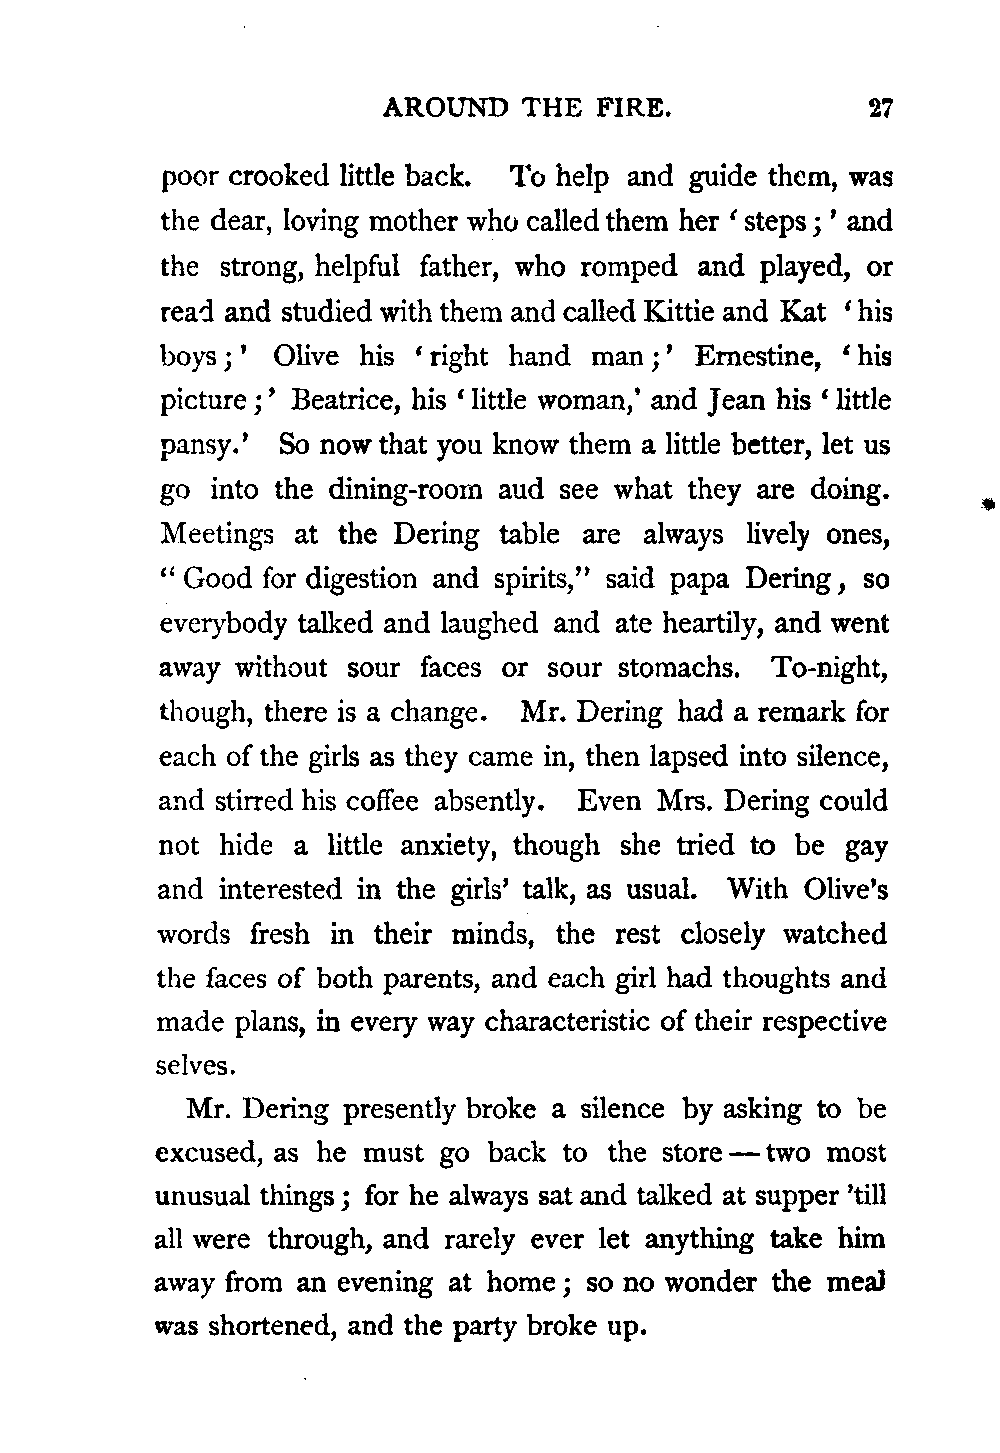 AROUND THE FIRE. 27
poor crooked little back. To help and guide them, was
the dear, loving mother who called them her ‘ steps ; ’ and
the strong, helpful father, who romped and played, or
read and studied with them and called Kittie and Kat ‘ his
boys ; ’ Olive his ‘ right hand man ; ’ Ernestine, ‘ his
picture ; ’ Beatrice, his ‘ little woman,’ and Jean his ‘ little
pansy.’ So now that you know them a little better, let us
go into the dining-room aud see what they are doing.
Meetings at the Dering table are always lively ones,
“ Good for digestion and spirits,” said papa Dering, so
everybody talked and laughed and ate heartily, and went
away without sour faces or sour stomachs. To-night,
though, there is a change. Mr. Dering had a remark for
each of the girls as they came in, then lapsed into silence,
and stirred his coffee absently. Even Mrs. Dering could
not hide a little anxiety, though she tried to be gay
and interested in the girls’ talk, as usual. With Olive’s
words fresh in their minds, the rest closely watched
the faces of both parents, and each girl had thoughts and
made plans, in every way characteristic of their respective
selves.
Mr. Dering presently broke a silence by asking to be
excused, as he must go back to the store — two most
unusual things ; for he always sat and talked at supper ’till
all were through, and rarely ever let anything take him
away from an evening at home ; so no wonder the meal
was shortened, and the party broke up.